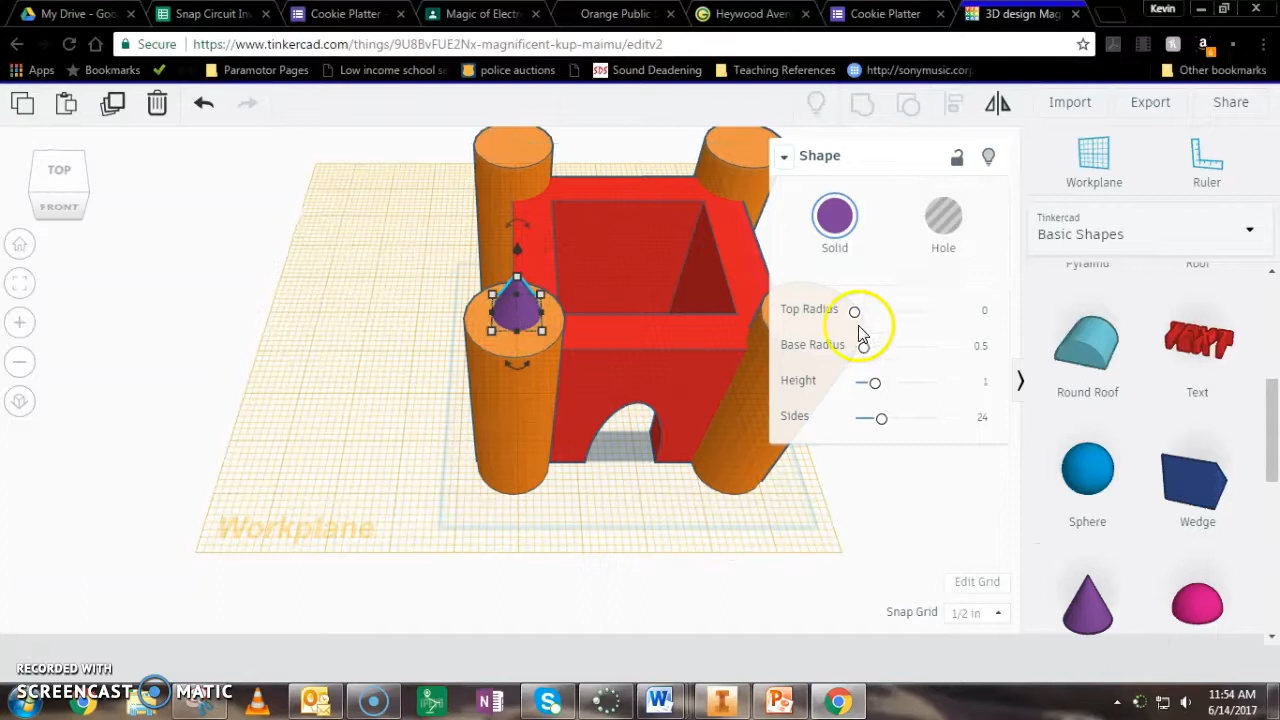 My Drive - Goo
Snap Circuit Inv
Cookie Platter
Magic of Electr
Orange Public S
Heywood Aven
Cookie Platter
3D design Mag
Kevin
Secure
https://www.tinkercad.com/things/9U8BvFUE2Nx-magnificent-kup-maimu/editv2
Apps
Bookmarks
Paramotor Pages
Low income school se
police auctions
SDS
Sound Deadening
Teaching References
http://sonymusic.corp
Other bookmarks
Import
Export
Share
TOP
FRONT
Shape
Solid
Hole
Top Radius 0
Base Radius 0.5
Height 1
Sides 24
Workplane
Ruler
Tinkercad
Basic Shapes
Pyramid
Roof
TEXT
Round Roof
Text
Sphere
Wedge
Workplane
Edit Grid
Snap Grid 1/2 in
RECORDED WITH
SCREENCAST MATIC
11:54 AM
6/14/2017